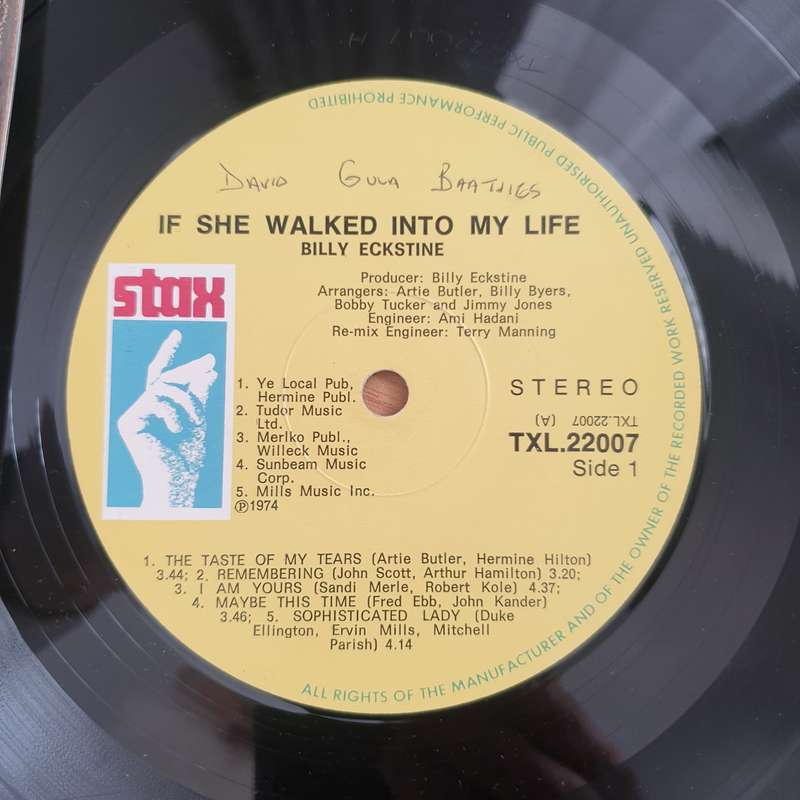 TXL 22007 A
ALL RIGHTS OF THE MANUFACTURER AND OF THE OWNER OF THE RECORDED WORK RESERVED UNAUTHORISED PUBLIC PERFORMANCE PROHIBITED
DAVID GULA BAATJIES
IF SHE WALKED INTO MY LIFE
BILLY ECKSTINE
Producer: Billy Eckstine
Arrangers: Artie Butler, Billy Byers,
Bobby Tucker and Jimmy Jones
Engineer: Ami Hadani
Re-mix Engineer: Terry Manning
stax
1. Ye Local Pub,
Hermine Publ.
2. Tudor Music
Ltd.
3. Merlko Publ.,
Willeck Music
4. Sunbeam Music
Corp.
5. Mills Music Inc.
℗1974
STEREO
TXL.22007 (A)
TXL.22007
Side 1
1. THE TASTE OF MY TEARS (Artie Butler, Hermine Hilton)
3.44; 2. REMEMBERING (John Scott, Arthur Hamilton) 3.20;
3. I AM YOURS (Sandi Merle, Robert Kole) 4.37;
4. MAYBE THIS TIME (Fred Ebb, John Kander)
3.46; 5. SOPHISTICATED LADY (Duke
Ellington, Ervin Mills, Mitchell
Parish) 4.14